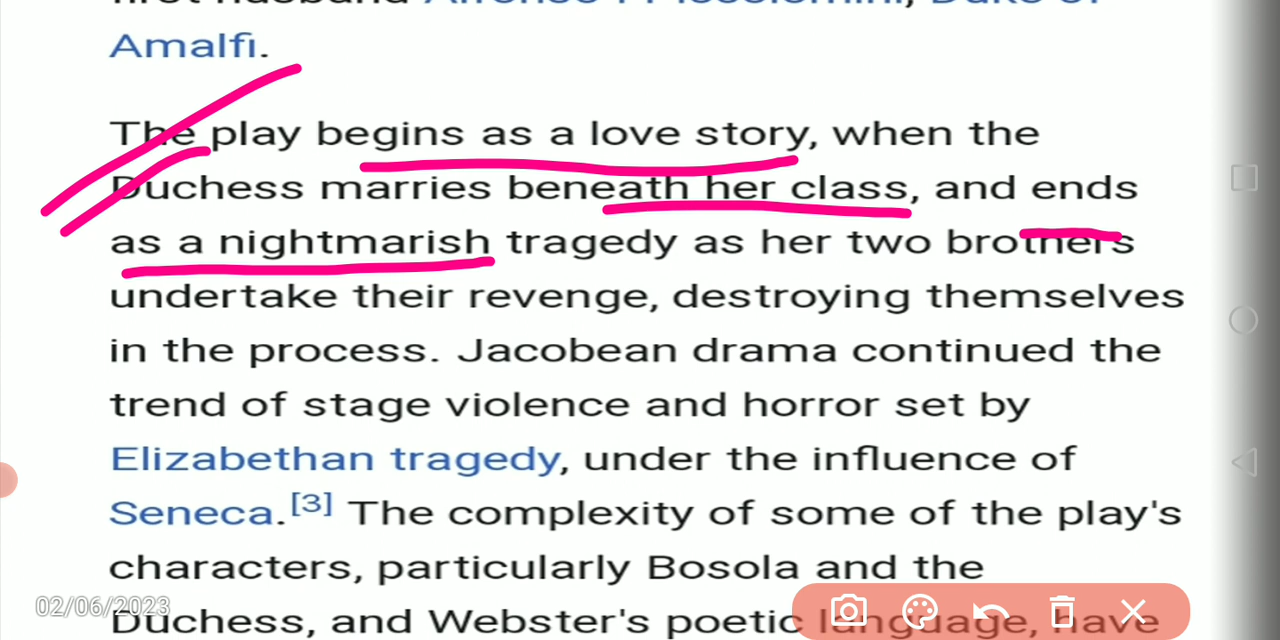 Amalfi.
The play begins as a love story, when the
Duchess marries beneath her class, and ends
as a nightmarish tragedy as her two brothers
undertake their revenge, destroying themselves
in the process. Jacobean drama continued the
trend of stage violence and horror set by
Elizabethan tragedy, under the influence of
Seneca.[3] The complexity of some of the play's
characters, particularly Bosola and the
Duchess, and Webster's poetic language, have
02/06/2023